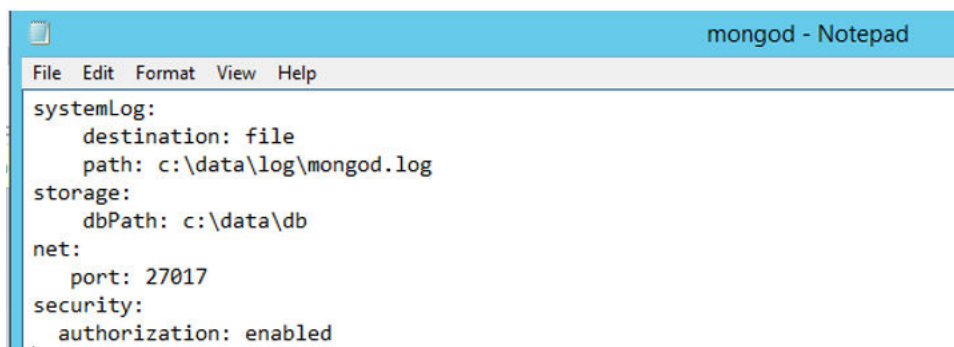 mongod - Notepad
File Edit Format View Help
systemLog:
    destination: file
    path: c:\data\log\mongod.log
storage:
    dbPath: c:\data\db
net:
   port: 27017
security:
  authorization: enabled